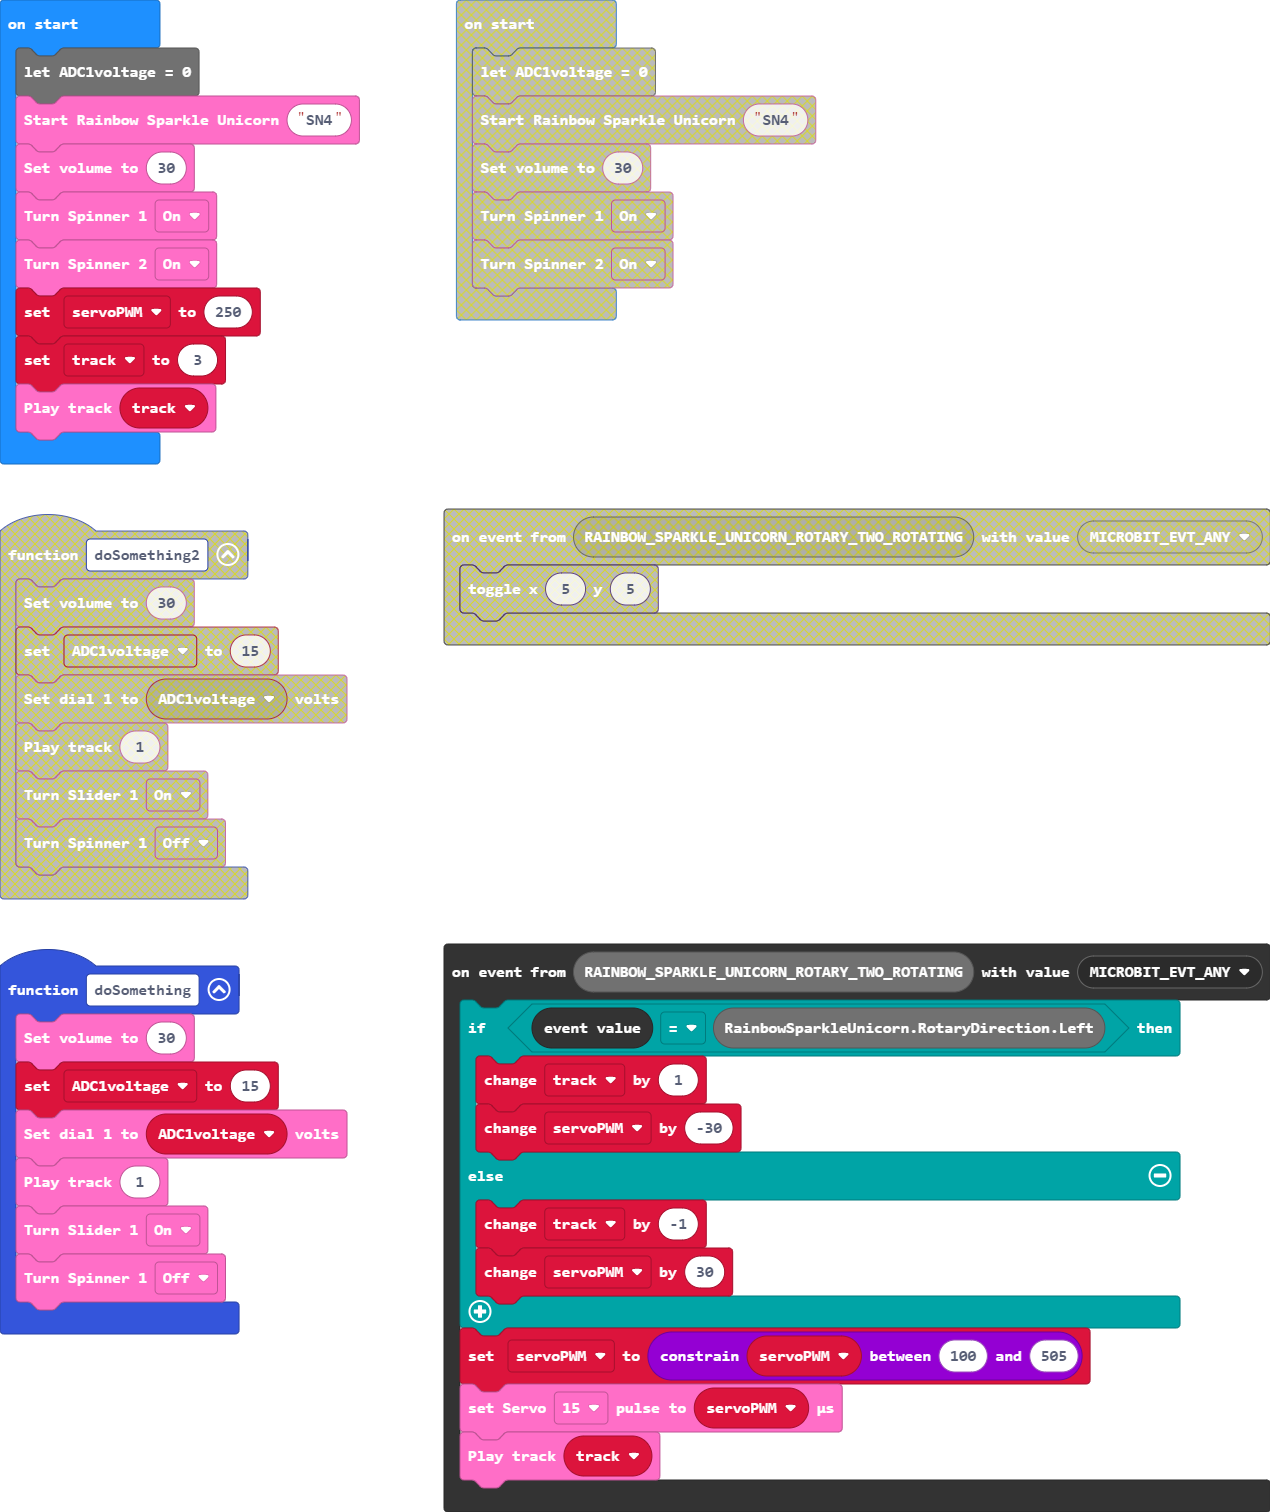 on start
let ADC1voltage = 0
Start Rainbow Sparkle Unicorn "SN4"
Set volume to 30
Turn Spinner 1 On
Turn Spinner 2 On
set servoPWM to 250
set track to 3
Play track track
on start
let ADC1voltage = 0
Start Rainbow Sparkle Unicorn "SN4"
Set volume to 30
Turn Spinner 1 On
Turn Spinner 2 On
function doSomething2
Set volume to 30
set ADC1voltage to 15
Set dial 1 to ADC1voltage volts
Play track 1
Turn Slider 1 On
Turn Spinner 1 Off
on event from RAINBOW_SPARKLE_UNICORN_ROTARY_TWO_ROTATING with value MICROBIT_EVT_ANY
toggle x 5 y 5
function doSomething
Set volume to 30
set ADC1voltage to 15
Set dial 1 to ADC1voltage volts
Play track 1
Turn Slider 1 On
Turn Spinner 1 Off
on event from RAINBOW_SPARKLE_UNICORN_ROTARY_TWO_ROTATING with value MICROBIT_EVT_ANY
if event value = RainbowSparkleUnicorn.RotaryDirection.Left then
change track by 1
change servoPWM by -30
else
change track by -1
change servoPWM by 30
set servoPWM to constrain servoPWM between 100 and 505
set Servo 15 pulse to servoPWM µs
Play track track